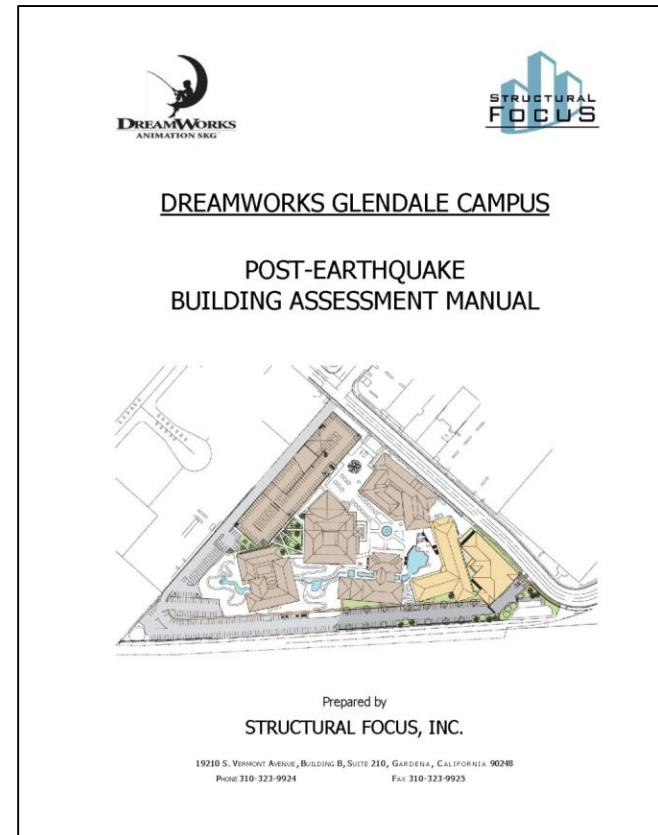 DREAMWORKS
ANIMATION SKG
STRUCTURAL
FOCUS
DREAMWORKS GLENDALE CAMPUS
POST-EARTHQUAKE
BUILDING ASSESSMENT MANUAL
Prepared by
STRUCTURAL FOCUS, INC.
19210 S. VERMONT AVENUE, BUILDING B, SUITE 210, GARDENA, CALIFORNIA 90248
PHONE 310-323-9924 FAX 310-323-9925